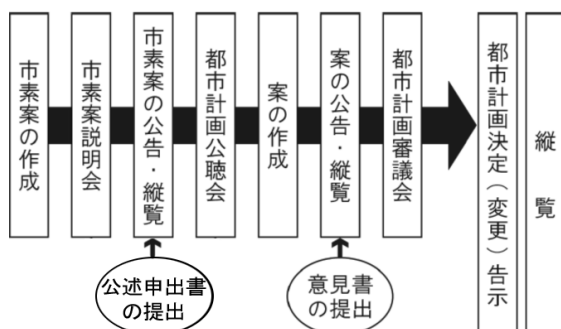 市素案の作成
市素案説明会
市素案の公告・縦覧
都市計画公聴会
案の作成
案の公告・縦覧
都市計画審議会
都市計画決定(変更)告示
縦覧
公述申出書
の提出
意見書
の提出